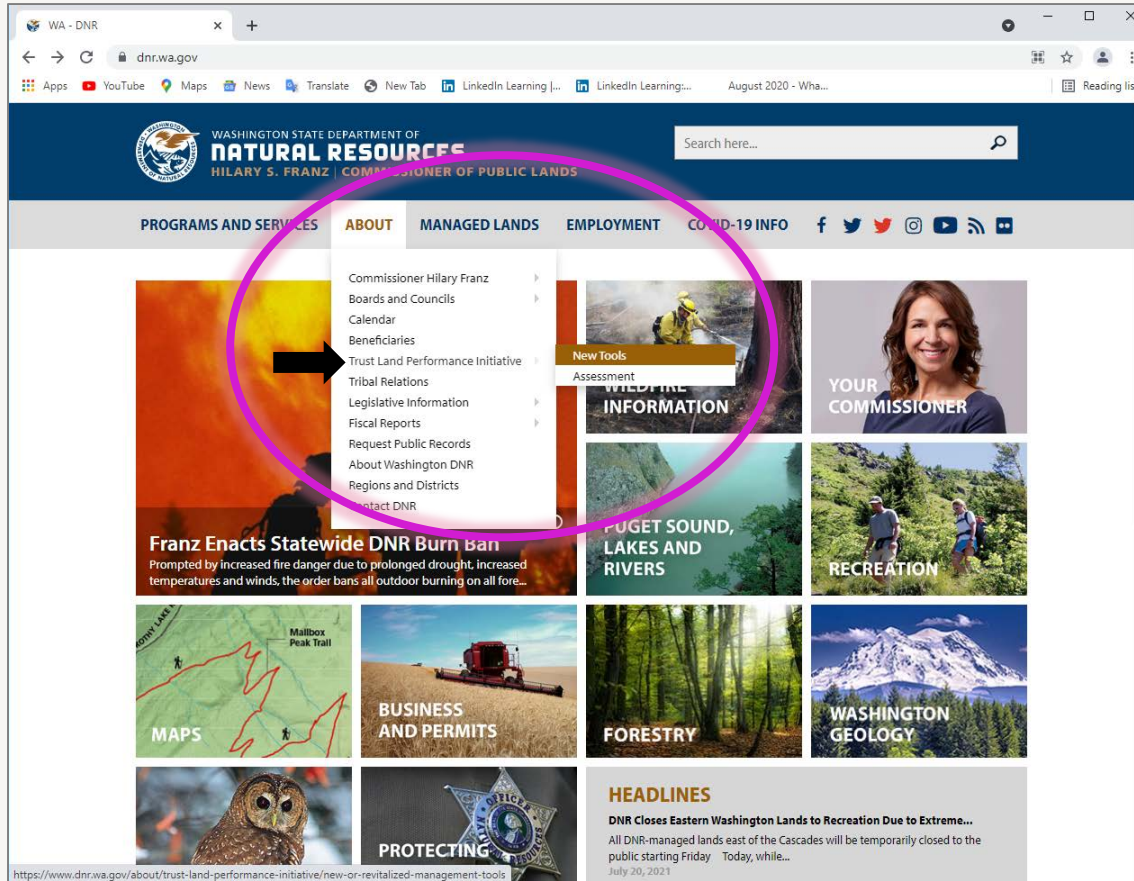 WA - DNR
dnr.wa.gov
Apps YouTube Maps News Translate New Tab LinkedIn Learning |... LinkedIn Learning:... August 2020 - Wha... Reading lis
WASHINGTON STATE DEPARTMENT OF
NATURAL RESOURCES
HILARY S. FRANZ | COMMISSIONER OF PUBLIC LANDS
Search here...
PROGRAMS AND SERVICES ABOUT MANAGED LANDS EMPLOYMENT COVID-19 INFO
Commissioner Hilary Franz
Boards and Councils
Calendar
Beneficiaries
Trust Land Performance Initiative
Tribal Relations
Legislative Information
Fiscal Reports
Request Public Records
About Washington DNR
Regions and Districts
Contact DNR
New Tools
Assessment
WILDFIRE
INFORMATION
YOUR
COMMISSIONER
Franz Enacts Statewide DNR Burn Ban
Prompted by increased fire danger due to prolonged drought, increased
temperatures and winds, the order bans all outdoor burning on all fore...
PUGET SOUND,
LAKES AND
RIVERS
RECREATION
Mailbox
Peak Trail
MAPS
BUSINESS
AND PERMITS
FORESTRY
WASHINGTON
GEOLOGY
OFFICER
PROTECTING
HEADLINES
DNR Closes Eastern Washington Lands to Recreation Due to Extreme...
All DNR-managed lands east of the Cascades will be temporarily closed to the
public starting Friday Today, while...
July 20, 2021
https://www.dnr.wa.gov/about/trust-land-performance-initiative/new-or-revitalized-management-tools